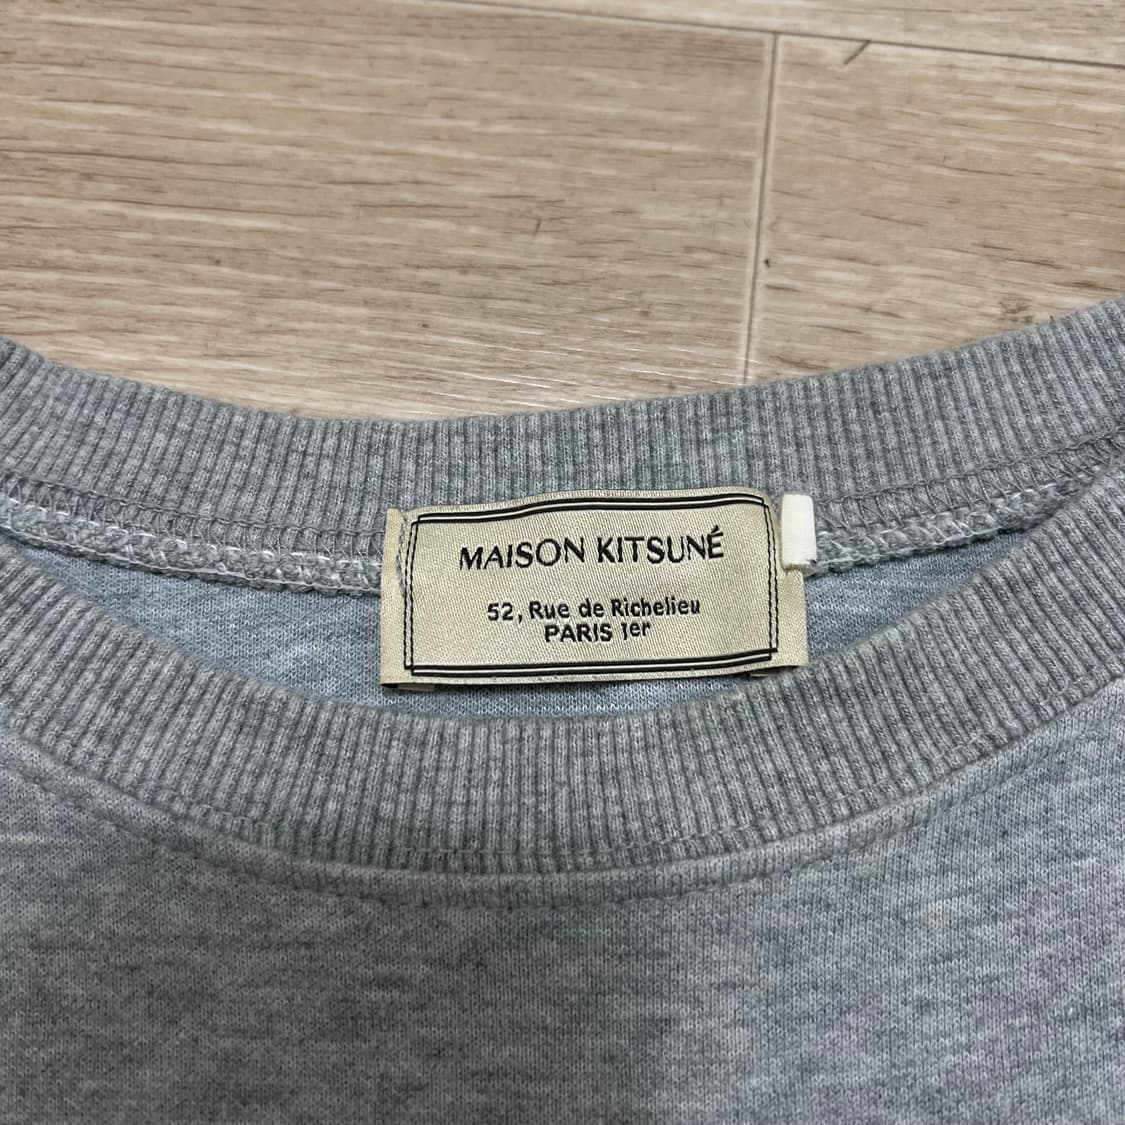 MAISON KITSUNÉ
52, Rue de Richelieu
PARIS 1er